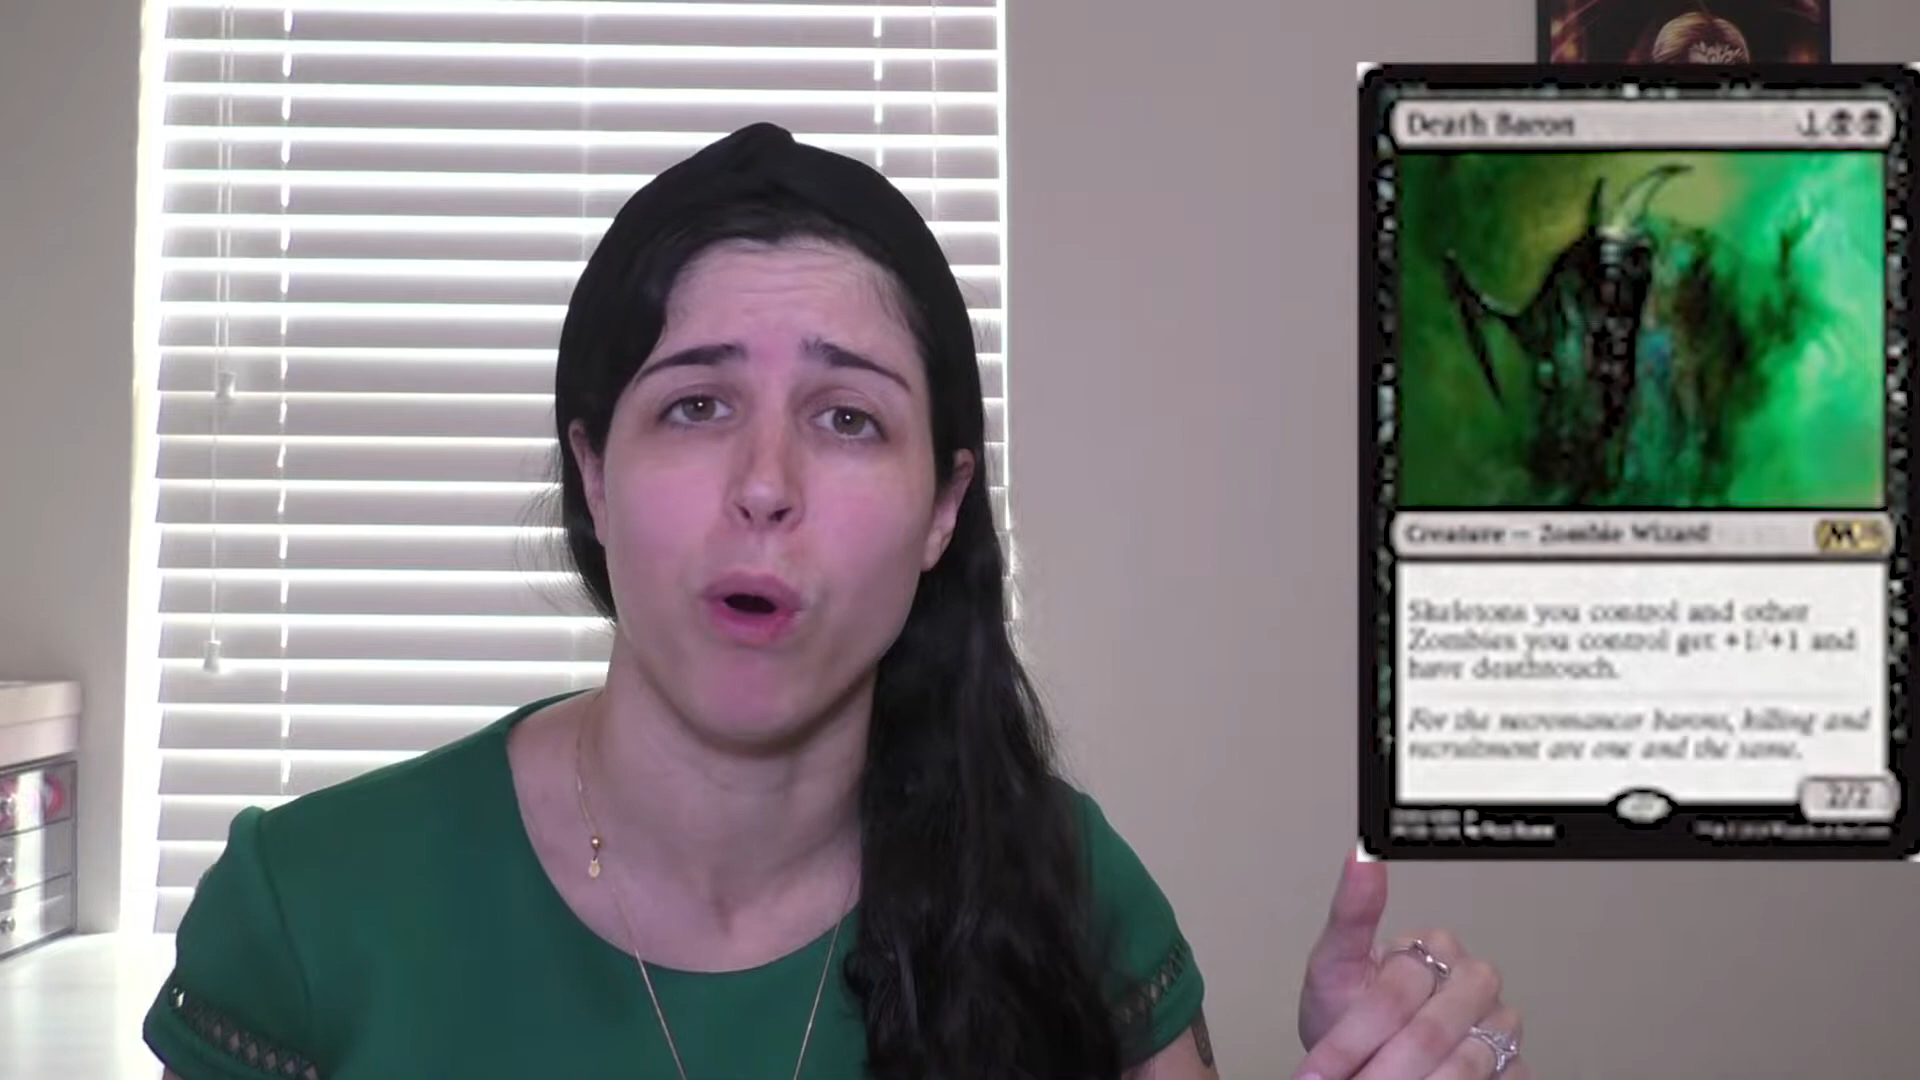 Death Baron 1
Creature — Zombie Wizard
Skeletons you control and other
Zombies you control get +1/+1 and
have deathtouch.
For the necromancer barons, killing and
recruitment are one and the same.
2/2